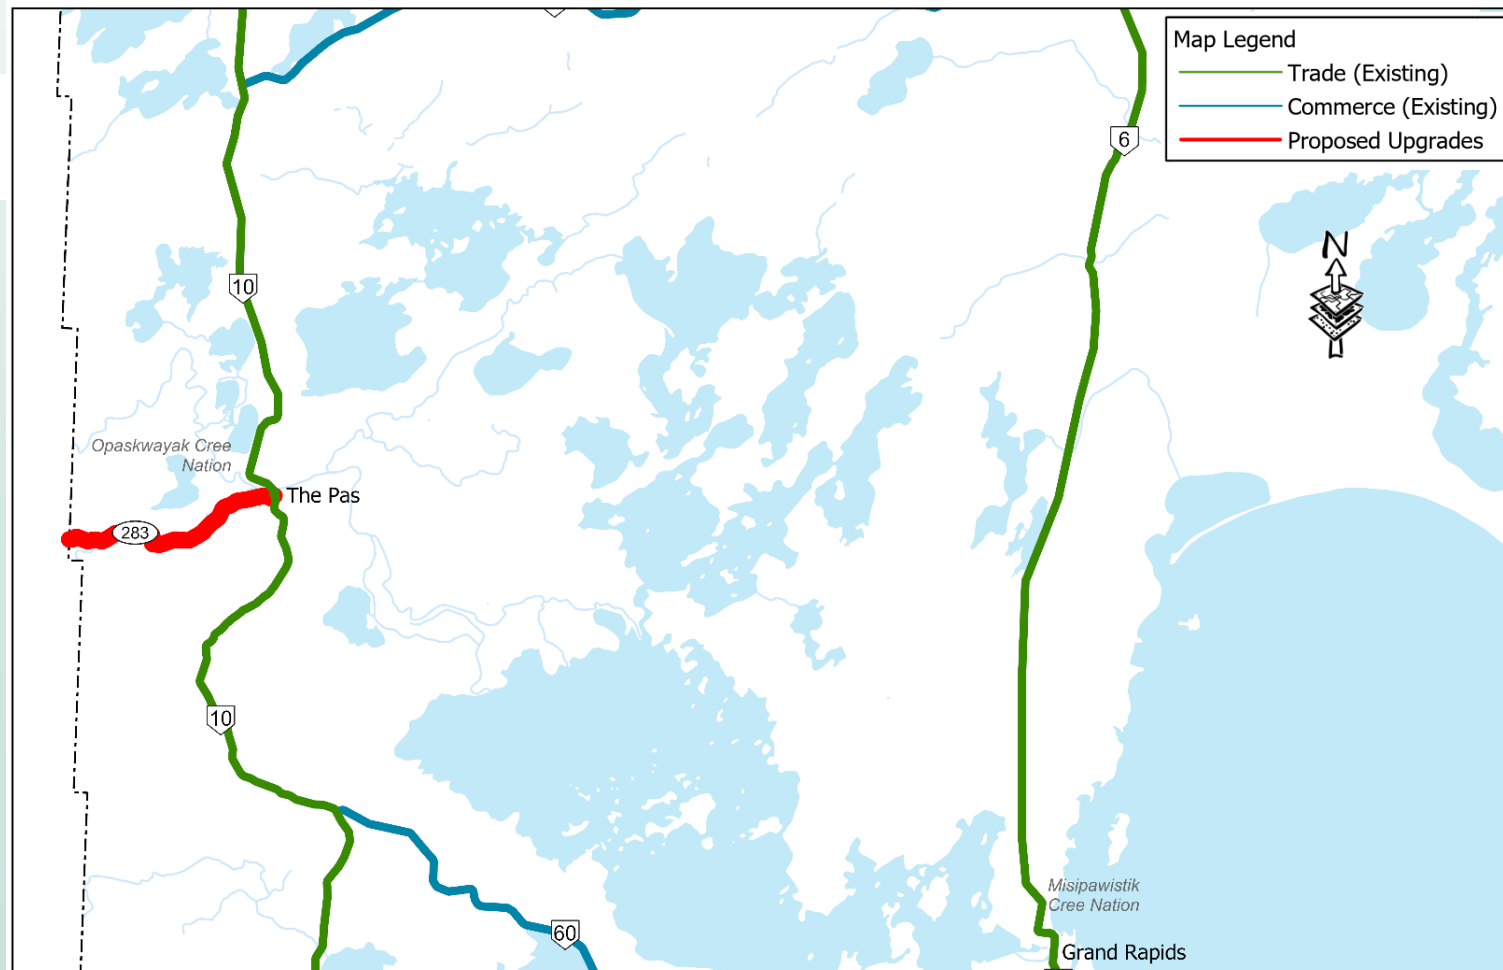 Map Legend
Trade (Existing)
Commerce (Existing)
Proposed Upgrades
6
N
10
Opaskwayak Cree
Nation
The Pas
283
10
Misipawistik
Cree Nation
60
Grand Rapids